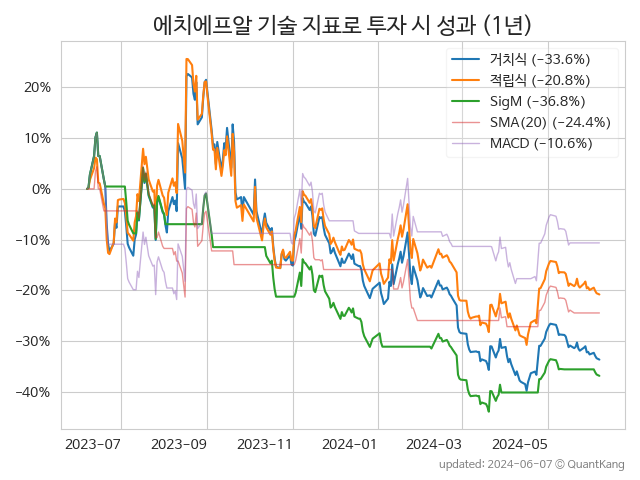 에치에프알 기술 지표로 투자 시 성과 (1년)
거치식 (−33.6%)
적립식 (−20.8%)
SigM (−36.8%)
SMA(20) (−24.4%)
MACD (−10.6%)
20%
10%
0%
−10%
−20%
−30%
−40%
2023−07 2023−09 2023−11 2024−01 2024−03 2024−05
updated: 2024−06−07 © QuantKang